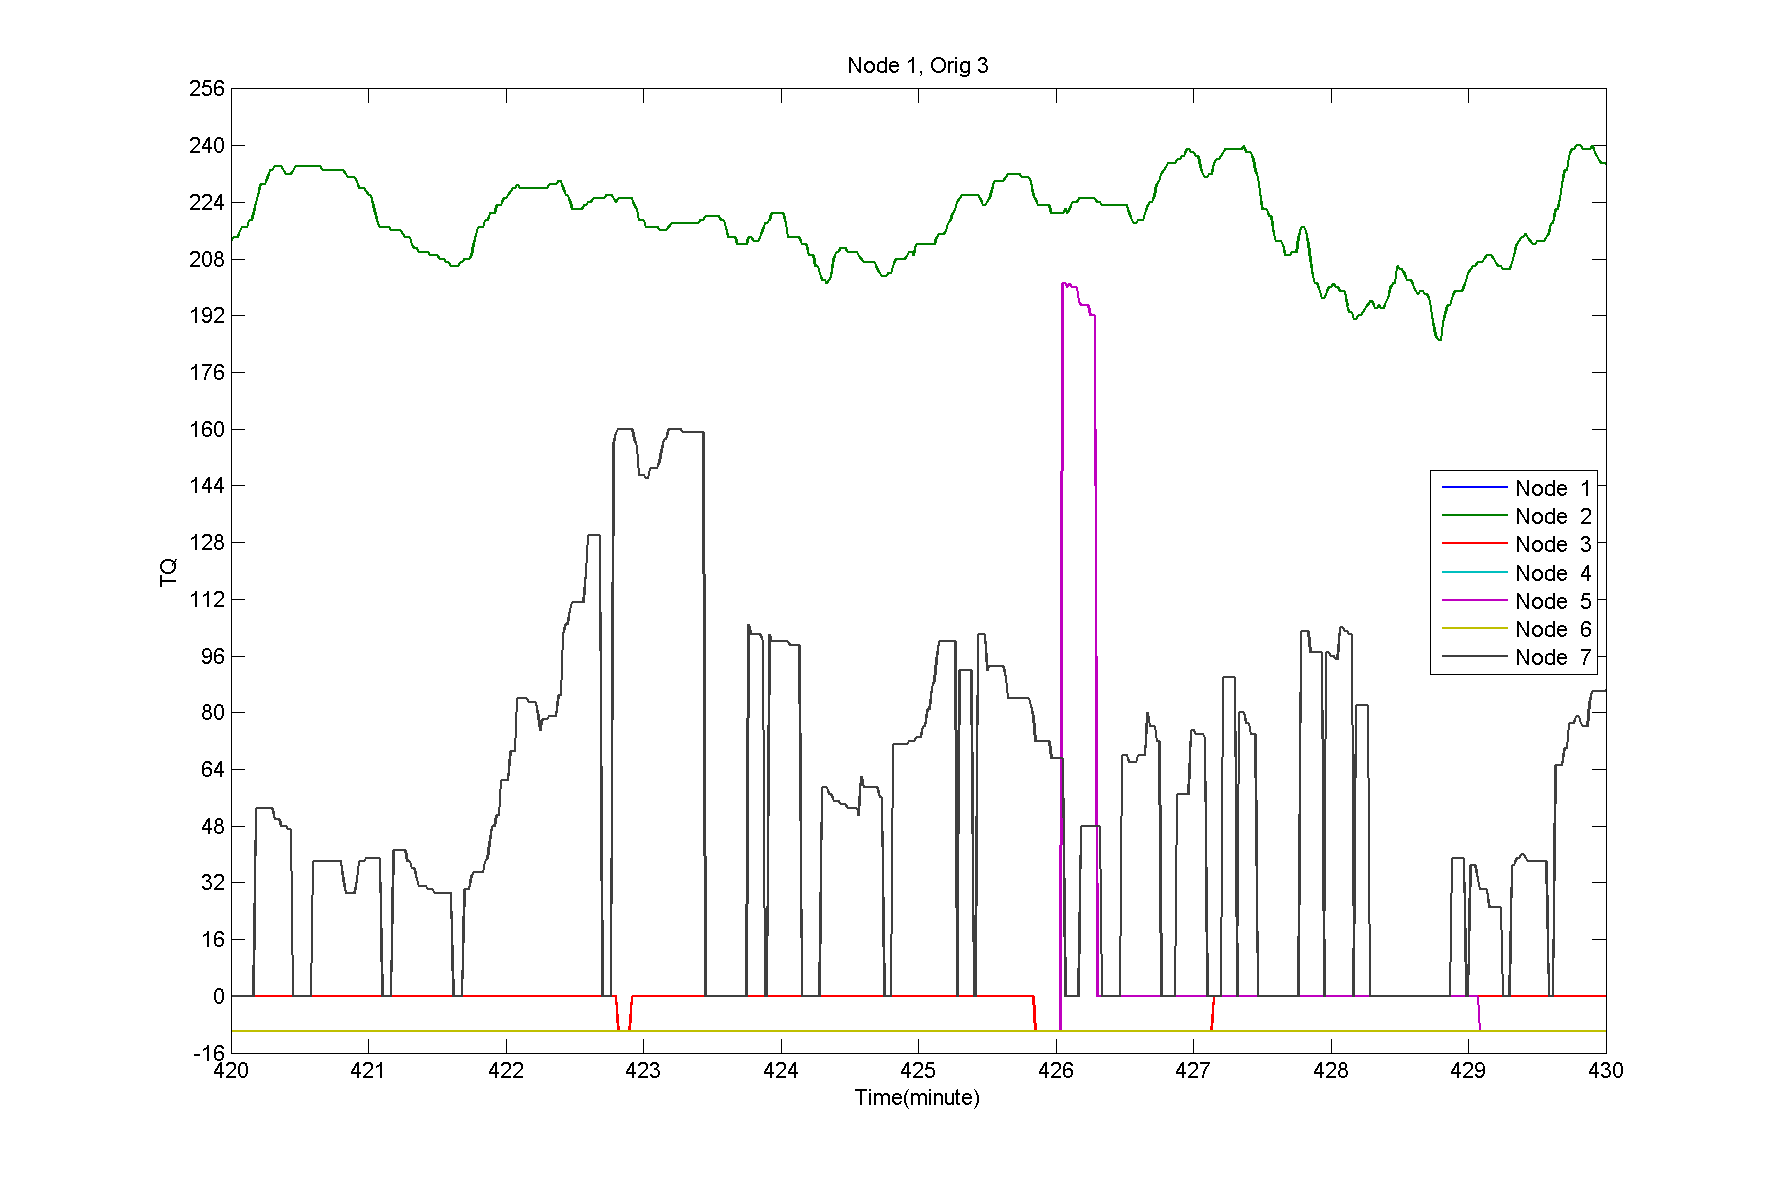 Node 1, Orig 3
256
240
224
208
192
176
160
144
128
112
96
80
64
48
32
16
0
-16
TQ
Node 1
Node 2
Node 3
Node 4
Node 5
Node 6
Node 7
420 421 422 423 424 425 426 427 428 429 430
Time(minute)